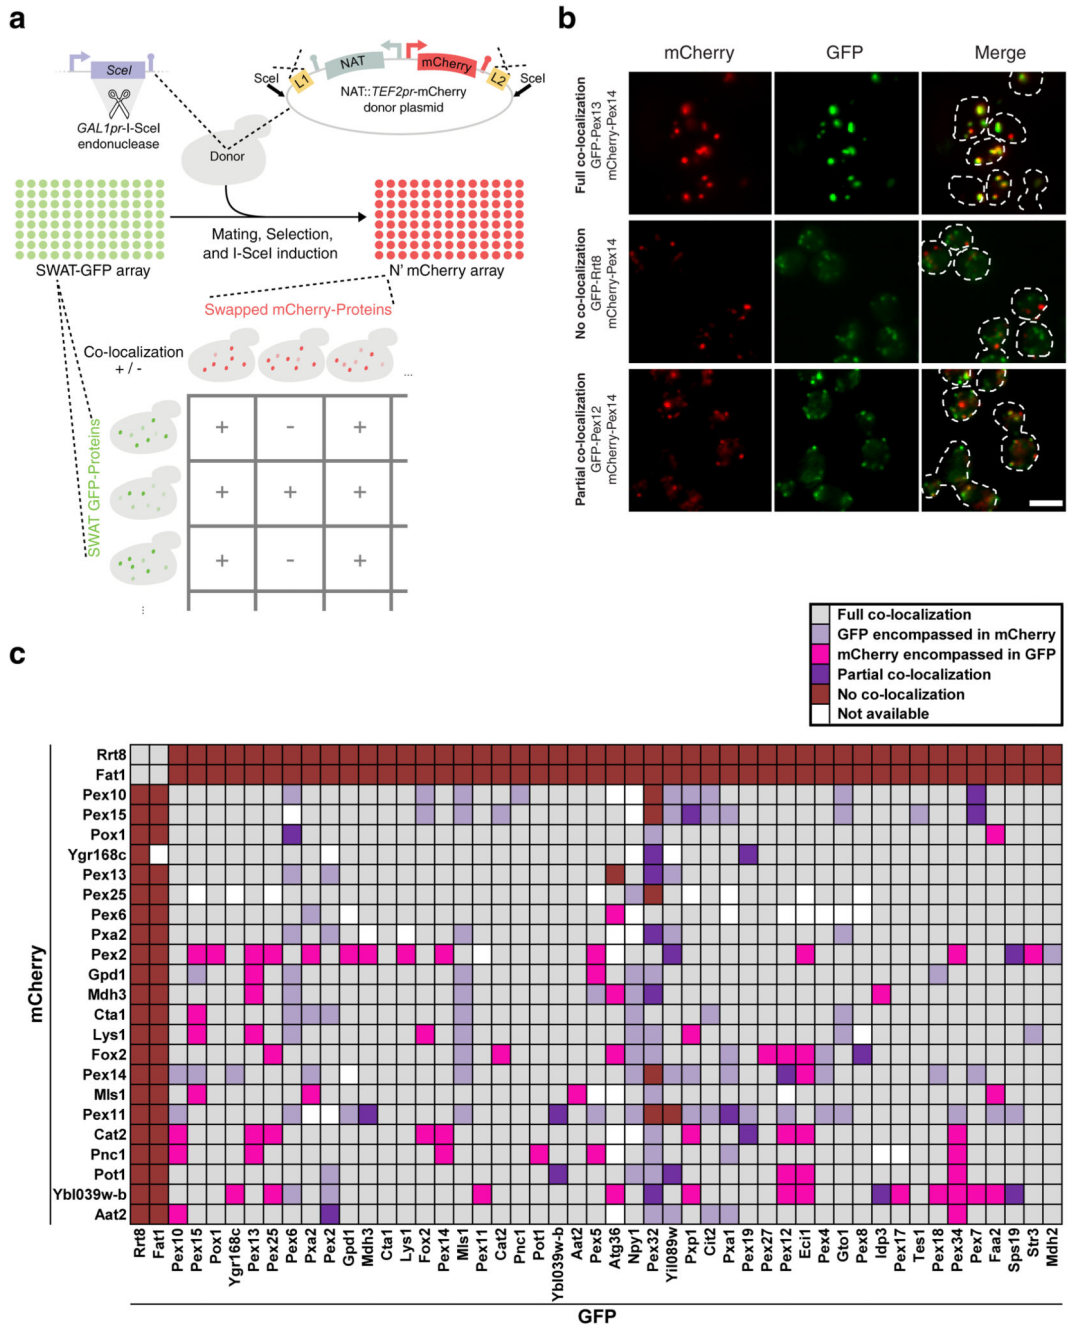 a
SceI
GAL1pr-I-SceI
endonuclease
SceI
L1
NAT
mCherry
L2
SceI
NAT::TEF2pr-mCherry
donor plasmid
Donor
Mating, Selection,
and I-SceI induction
SWAT-GFP array
N' mCherry array
Swapped mCherry-Proteins
Co-localization
+ / -
...
SWAT GFP-Proteins
+ - +
+ + +
+ - +
...
b
mCherry GFP Merge
Full co-localization
GFP-Pex13
mCherry-Pex14
No co-localization
GFP-Rrt8
mCherry-Pex14
Partial co-localization
GFP-Pex12
mCherry-Pex14
c
Full co-localization
GFP encompassed in mCherry
mCherry encompassed in GFP
Partial co-localization
No co-localization
Not available
mCherry
Rrt8
Fat1
Pex10
Pex15
Pox1
Ygr168c
Pex13
Pex25
Pex6
Pxa2
Pex2
Gpd1
Mdh3
Cta1
Lys1
Fox2
Pex14
Mls1
Pex11
Cat2
Pnc1
Pot1
Ybl039w-b
Aat2
Rrt8
Fat1
Pex10
Pex15
Pox1
Ygr168c
Pex13
Pex25
Pex6
Pxa2
Pex2
Gpd1
Mdh3
Cta1
Lys1
Fox2
Pex14
Mls1
Pex11
Cat2
Pnc1
Pot1
Ybl039w-b
Aat2
Pex5
Atg36
Npy1
Pex32
Yil089w
Pxp1
Cit2
Pxa1
Pex19
Pex27
Pex12
Eci1
Pex4
Gto1
Pex8
Idp3
Pex17
Tes1
Pex18
Pex34
Pex7
Faa2
Sps19
Str3
Mdh2
GFP